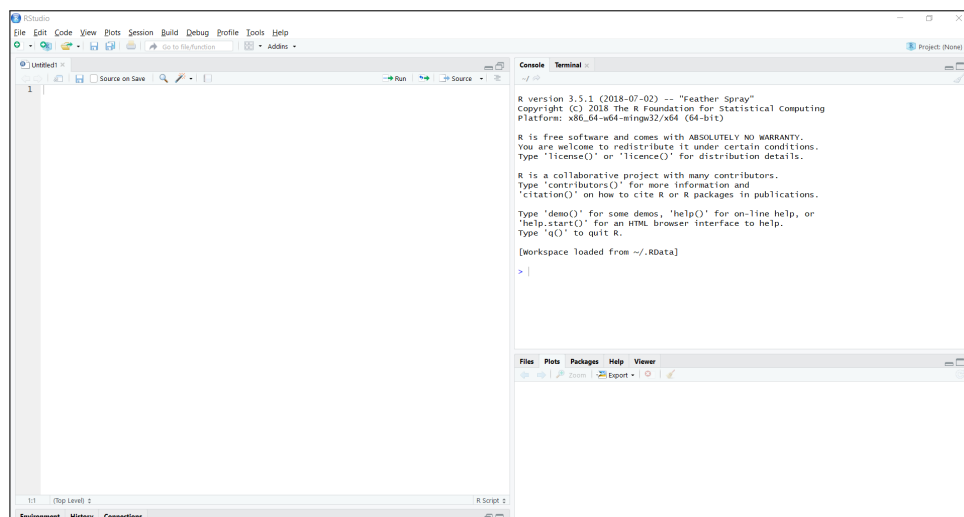 RStudio
File Edit Code View Plots Session Build Debug Profile Tools Help
Go to file/function Addins Project: (None)
Untitled1
Source on Save Run Source
1
1:1 (Top Level) R Script
Environment History Connections
Console Terminal
~/
R version 3.5.1 (2018-07-02) -- "Feather Spray"
Copyright (C) 2018 The R Foundation for Statistical Computing
Platform: x86_64-w64-mingw32/x64 (64-bit)
R is free software and comes with ABSOLUTELY NO WARRANTY.
You are welcome to redistribute it under certain conditions.
Type 'license()' or 'licence()' for distribution details.
R is a collaborative project with many contributors.
Type 'contributors()' for more information and
'citation()' on how to cite R or R packages in publications.
Type 'demo()' for some demos, 'help()' for on-line help, or
'help.start()' for an HTML browser interface to help.
Type 'q()' to quit R.
[Workspace loaded from ~/.RData]
>
Files Plots Packages Help Viewer
Zoom Export